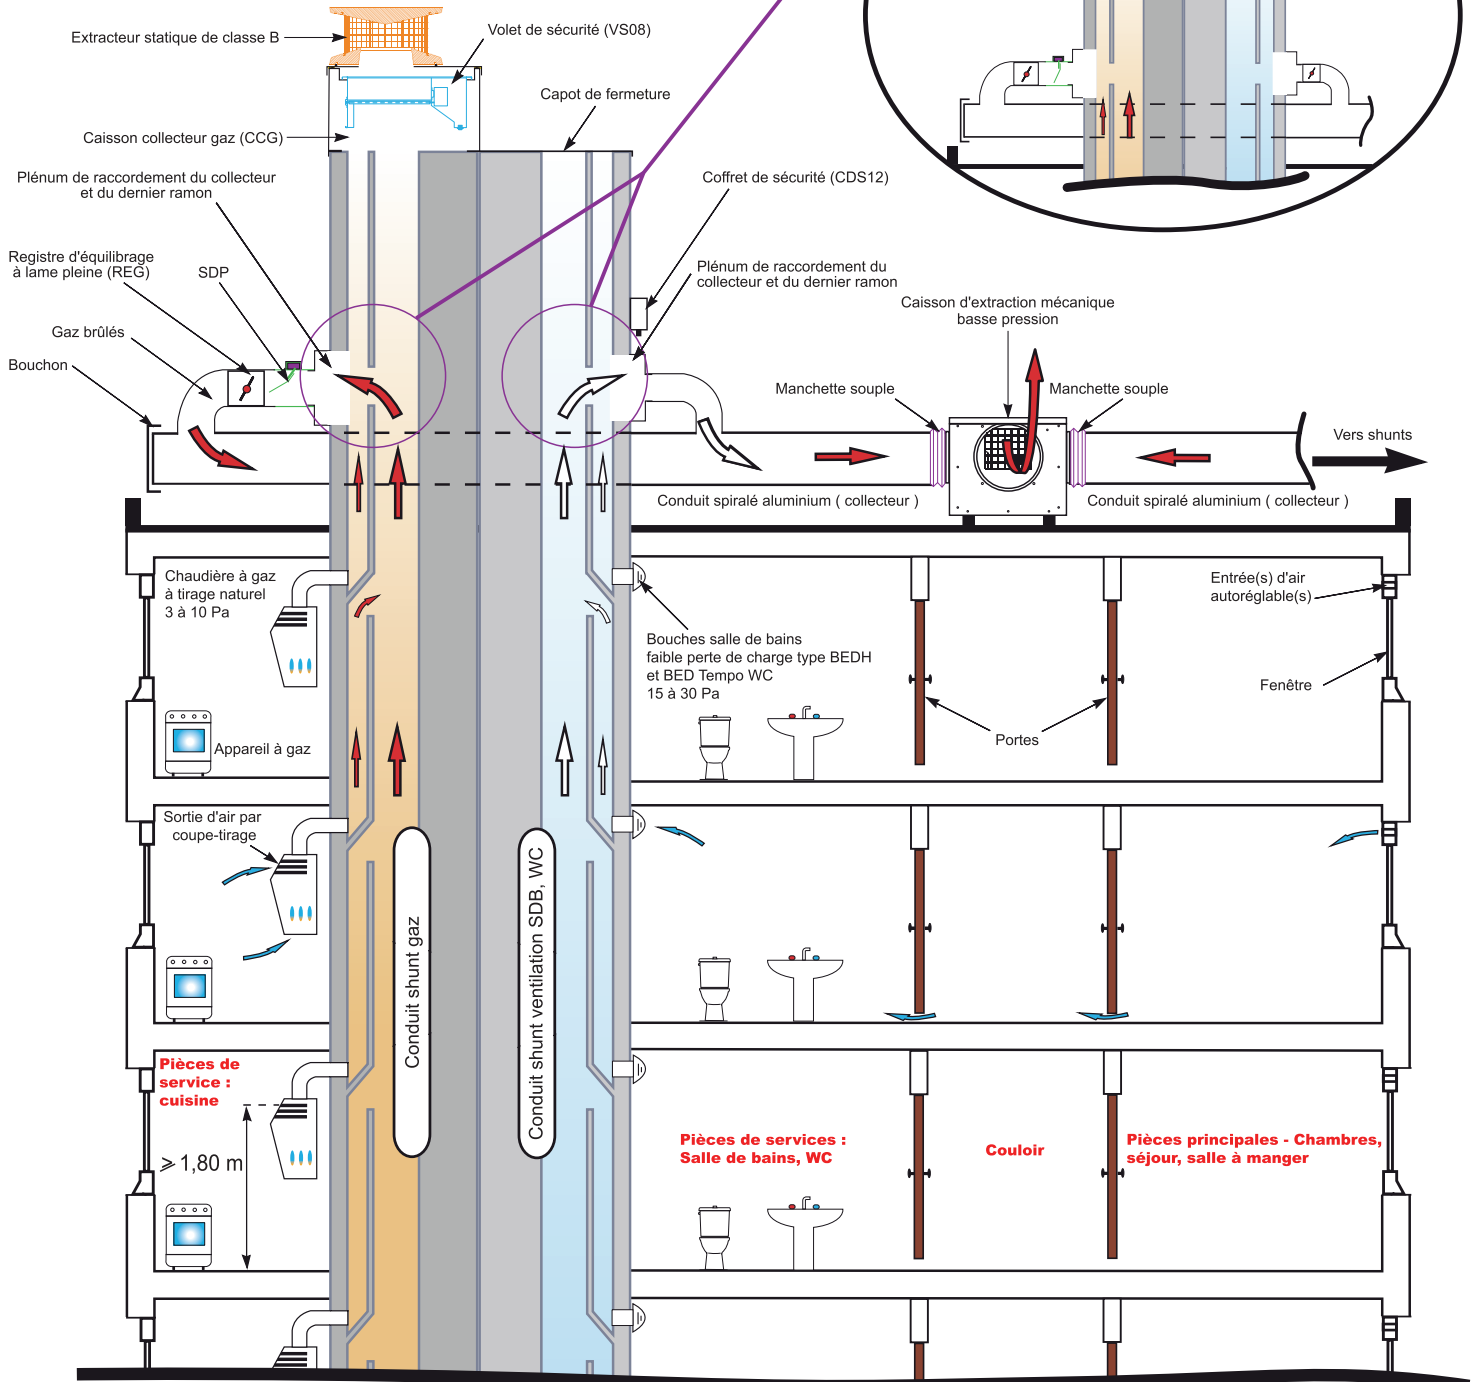 Extracteur statique de classe B
Volet de sécurité (VS08)
Capot de fermeture
Caisson collecteur gaz (CCG)
Plénum de raccordement du collecteur
et du dernier ramon
Coffret de sécurité (CDS12)
Registre d'équilibrage
à lame pleine (REG)
SDP
Plénum de raccordement du
collecteur et du dernier ramon
Caisson d'extraction mécanique
basse pression
Gaz brûlés
Bouchon
Manchette souple
Manchette souple
Vers shunts
Conduit spiralé aluminium ( collecteur )
Conduit spiralé aluminium ( collecteur )
Chaudière à gaz
à tirage naturel
3 à 10 Pa
Entrée(s) d'air
autoréglable(s)
Bouches salle de bains
faible perte de charge type BEDH
et BED Tempo WC
15 à 30 Pa
Fenêtre
Appareil à gaz
Portes
Sortie d'air par
coupe-tirage
Conduit shunt gaz
Conduit shunt ventilation SDB, WC
Pièces de
service :
cuisine
⩾ 1,80 m
Pièces de services :
Salle de bains, WC
Couloir
Pièces principales - Chambres,
séjour, salle à manger